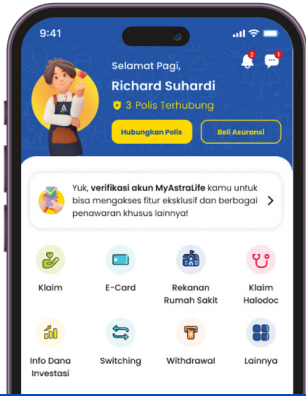 9:41
Selamat Pagi,
Richard Suhardi
3 Polis Terhubung
Hubungkan Polis
Beli Asuransi
Yuk, verifikasi akun MyAstraLife kamu untuk
bisa mengakses fitur eksklusif dan berbagai
penawaran khusus lainnya!
Klaim
E-Card
Rekanan
Rumah Sakit
Klaim
Halodoc
Info Dana
Investasi
Switching
Withdrawal
Lainnya